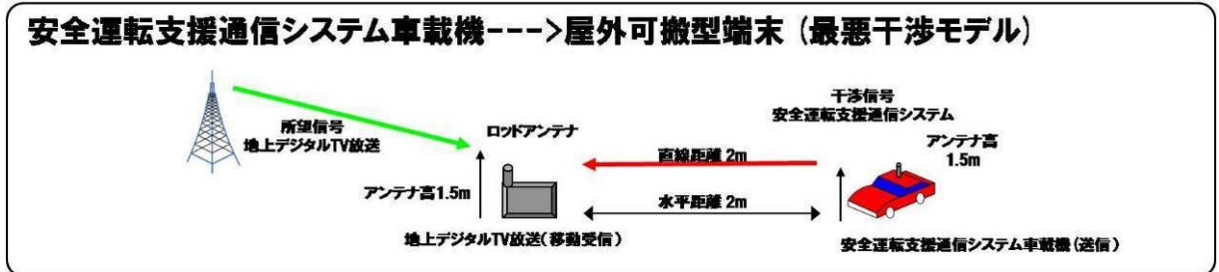 安全運転支援通信システム車載機--->屋外可搬型端末（最悪干渉モデル）
所望信号
地上デジタルTV放送
ロッドアンテナ
アンテナ高1.5m
地上デジタルTV放送（移動受信）
直線距離 2m
水平距離 2m
干渉信号
安全運転支援通信システム
アンテナ高
1.5m
安全運転支援通信システム車載機（送信）